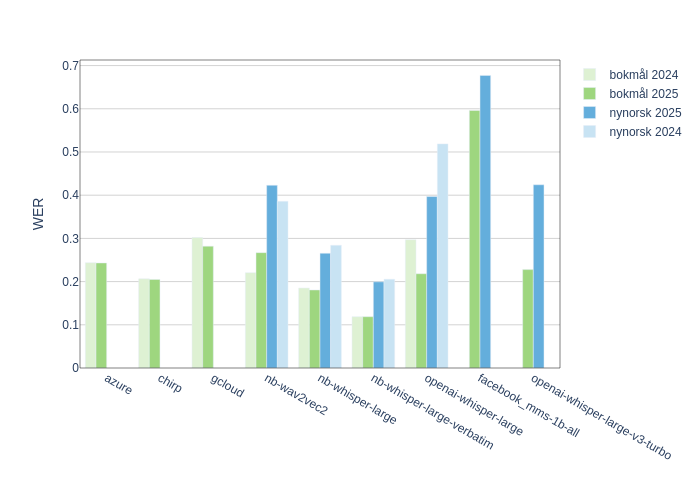 WER
0.7
0.6
0.5
0.4
0.3
0.2
0.1
0
azure
chirp
gcloud
nb-wav2vec2
nb-whisper-large
nb-whisper-large-verbatim
openai-whisper-large
facebook_mms-1b-all
openai-whisper-large-v3-turbo
bokmål 2024
bokmål 2025
nynorsk 2025
nynorsk 2024